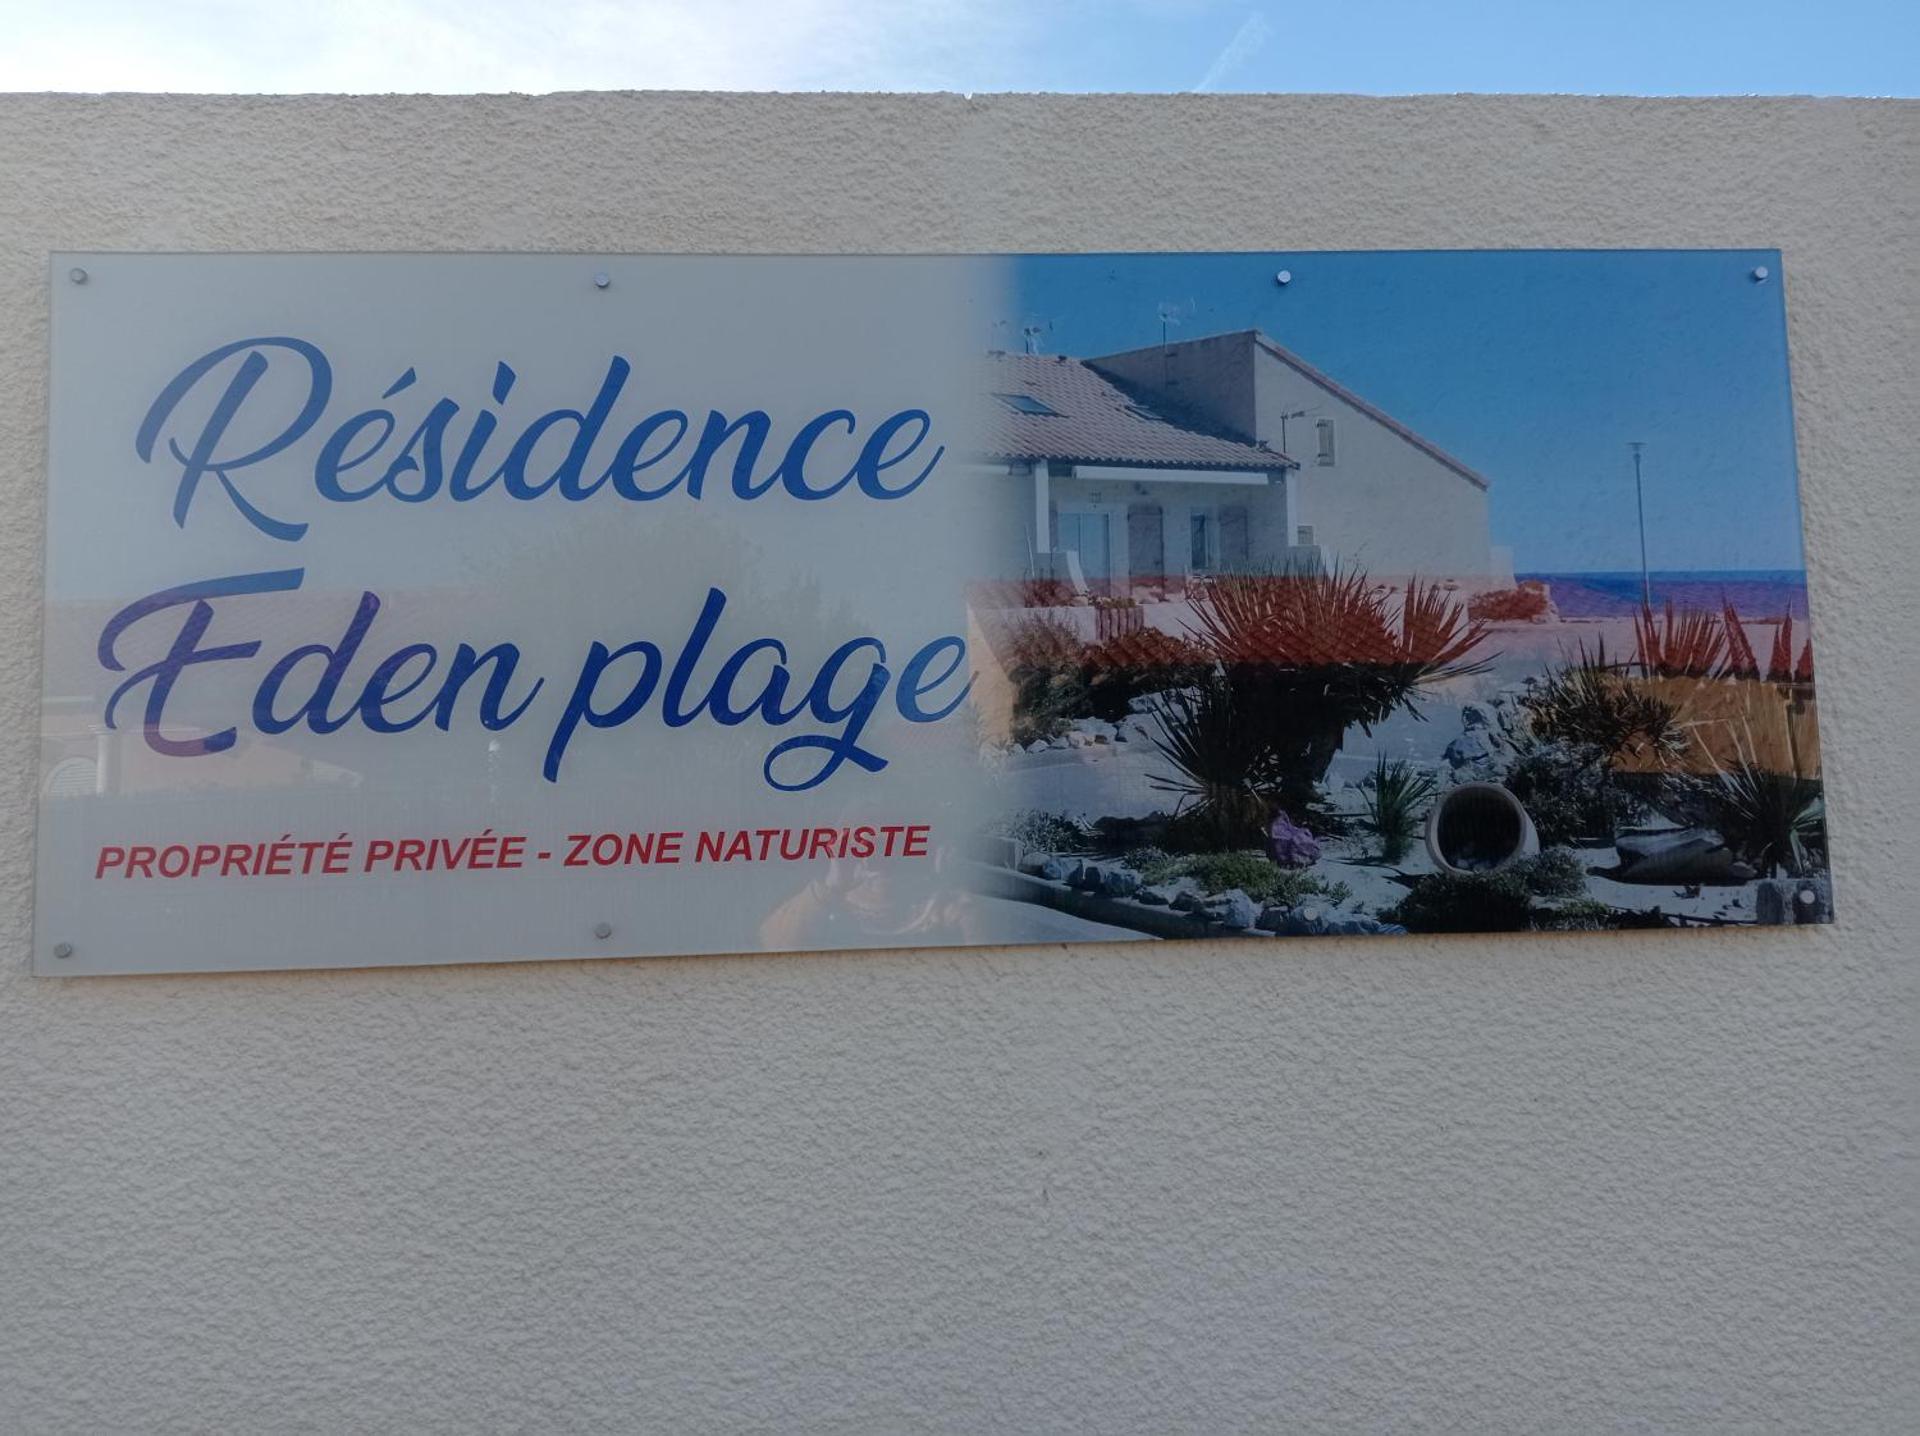 Résidence
Eden plage
PROPRIÉTÉ PRIVÉE - ZONE NATURISTE